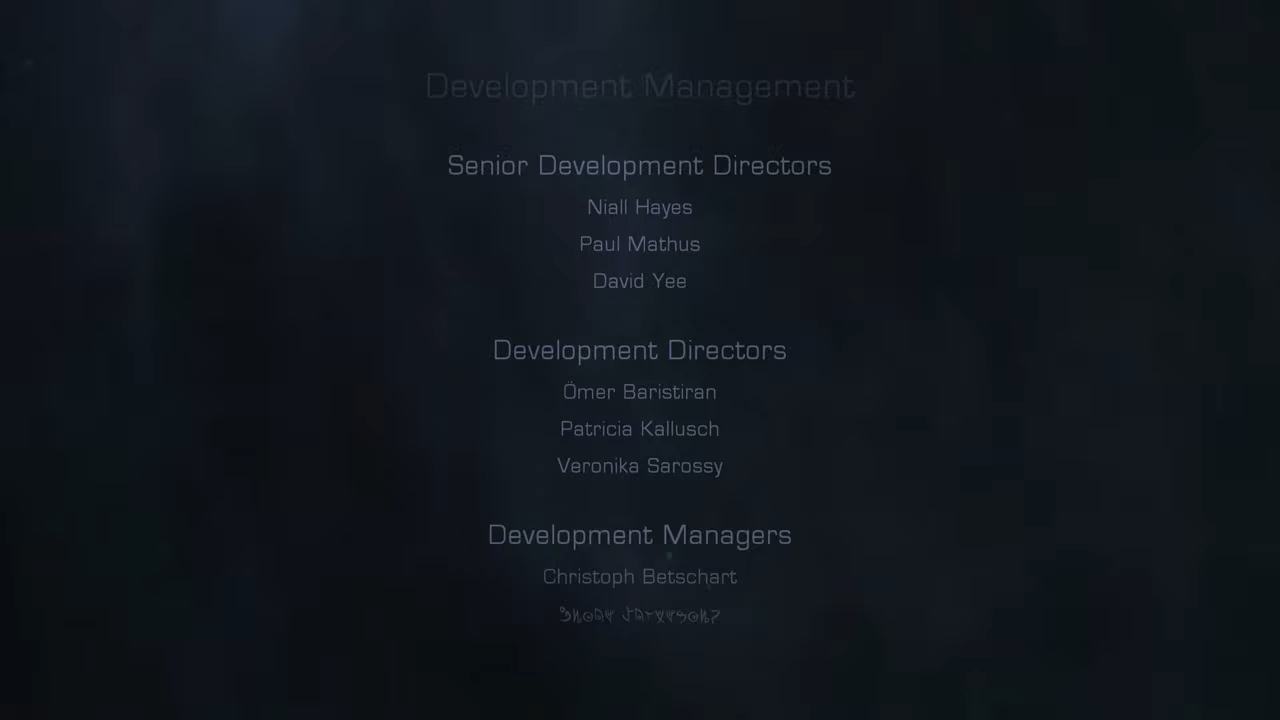 Development Management
Senior Development Directors
Niall Hayes
Paul Mathus
David Yee
Development Directors
Ömer Baristiran
Patricia Kallusch
Veronika Sarossy
Development Managers
Christoph Betschart